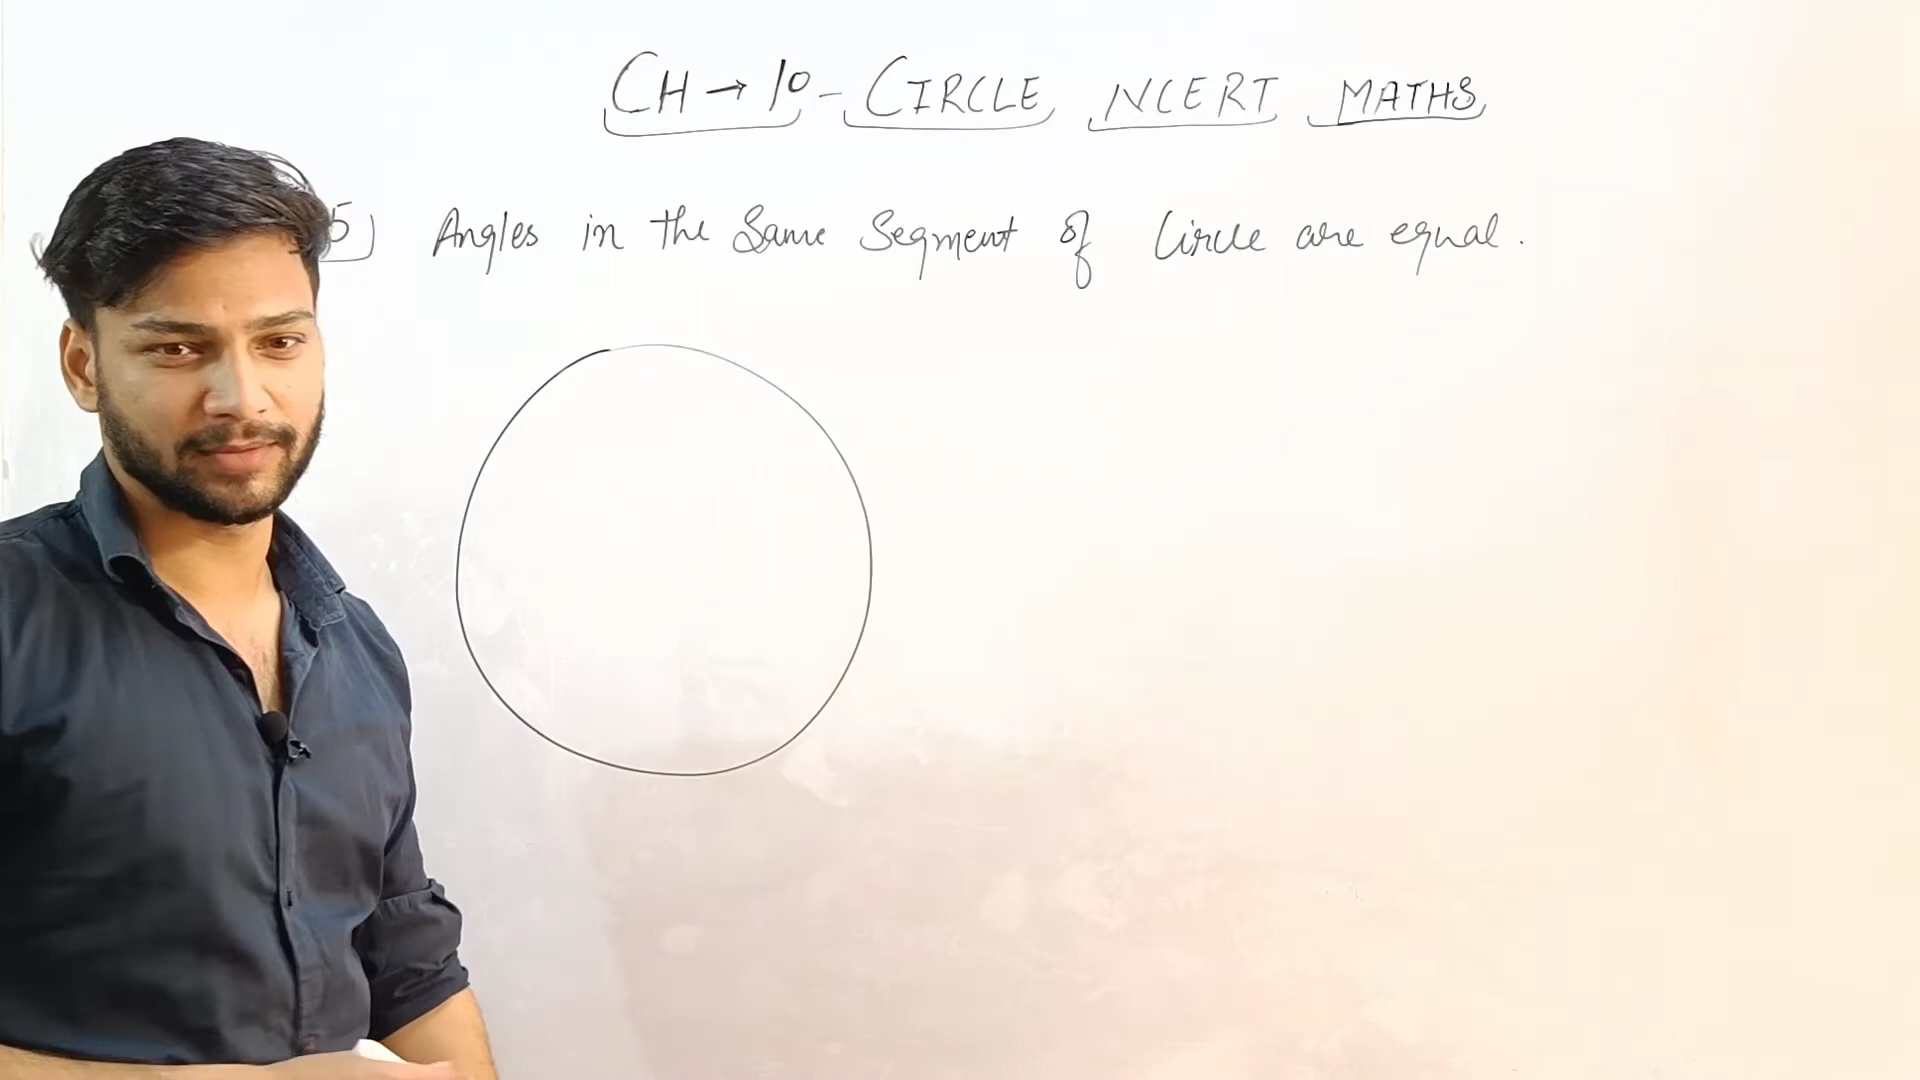 CH → 10 - CIRCLE NCERT MATHS
5) Angles in the Same Segment of Circle are equal.